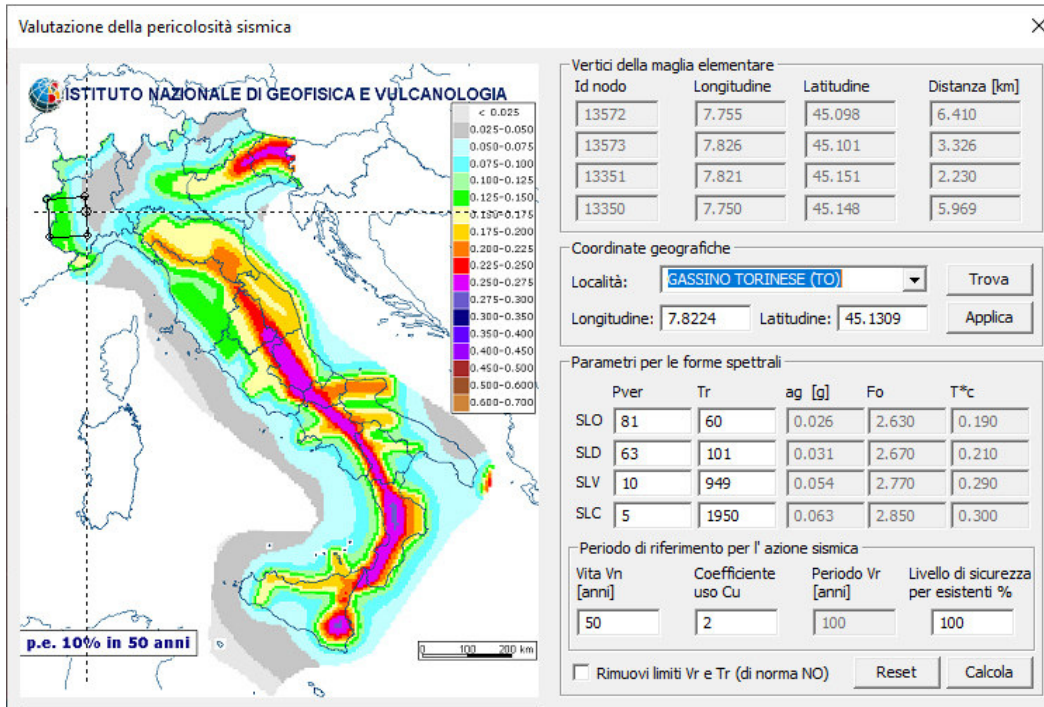 Valutazione della pericolosità sismica
ISTITUTO NAZIONALE DI GEOFISICA E VULCANOLOGIA
< 0.025
0.025-0.050
0.050-0.075
0.075-0.100
0.100-0.125
0.125-0.150
0.150-0.175
0.175-0.200
0.200-0.225
0.225-0.250
0.250-0.275
0.275-0.300
0.300-0.350
0.350-0.400
0.400-0.450
0.450-0.500
0.500-0.600
0.600-0.700
p.e. 10% in 50 anni
0 100 200 km
Vertici della maglia elementare
Id nodo Longitudine Latitudine Distanza [km]
13572 7.755 45.098 6.410
13573 7.826 45.101 3.326
13351 7.821 45.151 2.230
13350 7.750 45.148 5.969
Coordinate geografiche
Località: GASSINO TORINESE (TO) Trova
Longitudine: 7.8224 Latitudine: 45.1309 Applica
Parametri per le forme spettrali
Pver Tr ag [g] Fo T*c
SLO 81 60 0.026 2.630 0.190
SLD 63 101 0.031 2.670 0.210
SLV 10 949 0.054 2.770 0.290
SLC 5 1950 0.063 2.850 0.300
Periodo di riferimento per l' azione sismica
Vita Vn Coefficiente Periodo Vr Livello di sicurezza
[anni] uso Cu [anni] per esistenti %
50 2 100 100
Rimuovi limiti Vr e Tr (di norma NO) Reset Calcola